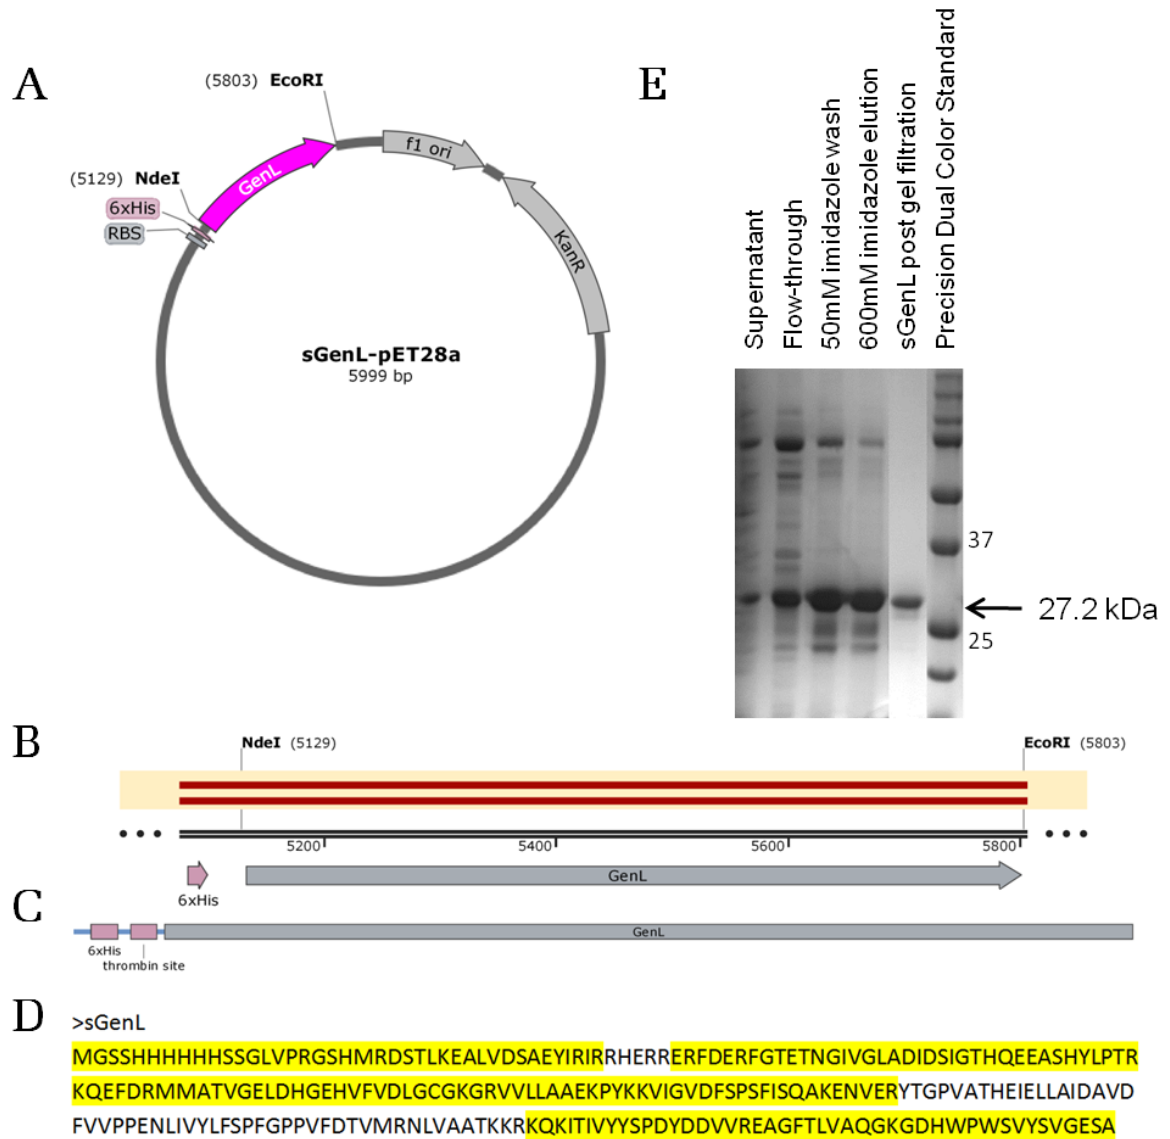 A
(5803) EcoRI
f1 ori
GenL
(5129) NdeI
6xHis
RBS
KanR
sGenL-pET28a
5999 bp
E
Supernatant
Flow-through
50mM imidazole wash
600mM imidazole elution
sGenL post gel filtration
Precision Dual Color Standard
37
27.2 kDa
25
B
NdeI (5129)
EcoRI (5803)
5200
5400
5600
5800
GenL
6xHis
C
GenL
6xHis
thrombin site
D
>sGenL
MGSSHHHHHHSSGLVPRGSHMRDSTLKEALVDSAEYIRIRRHERRERFDERFGTETNGIVGLADIDSIGTHQEEASHYLPTR
KQEFDRMMATVGELDHGEHVFVDLGCGKGRVVLLAAEKPYKKVIGVDFSPSFISQAKENVERYTGPVATHEIELLAIDAVD
FVVPPENLIVYLFSPFGPPVFDTVMRNLVAATKKRKQKITIVYYSPDYDDVVREAGFTLVAQGKGDHWPWSVYSVGESA